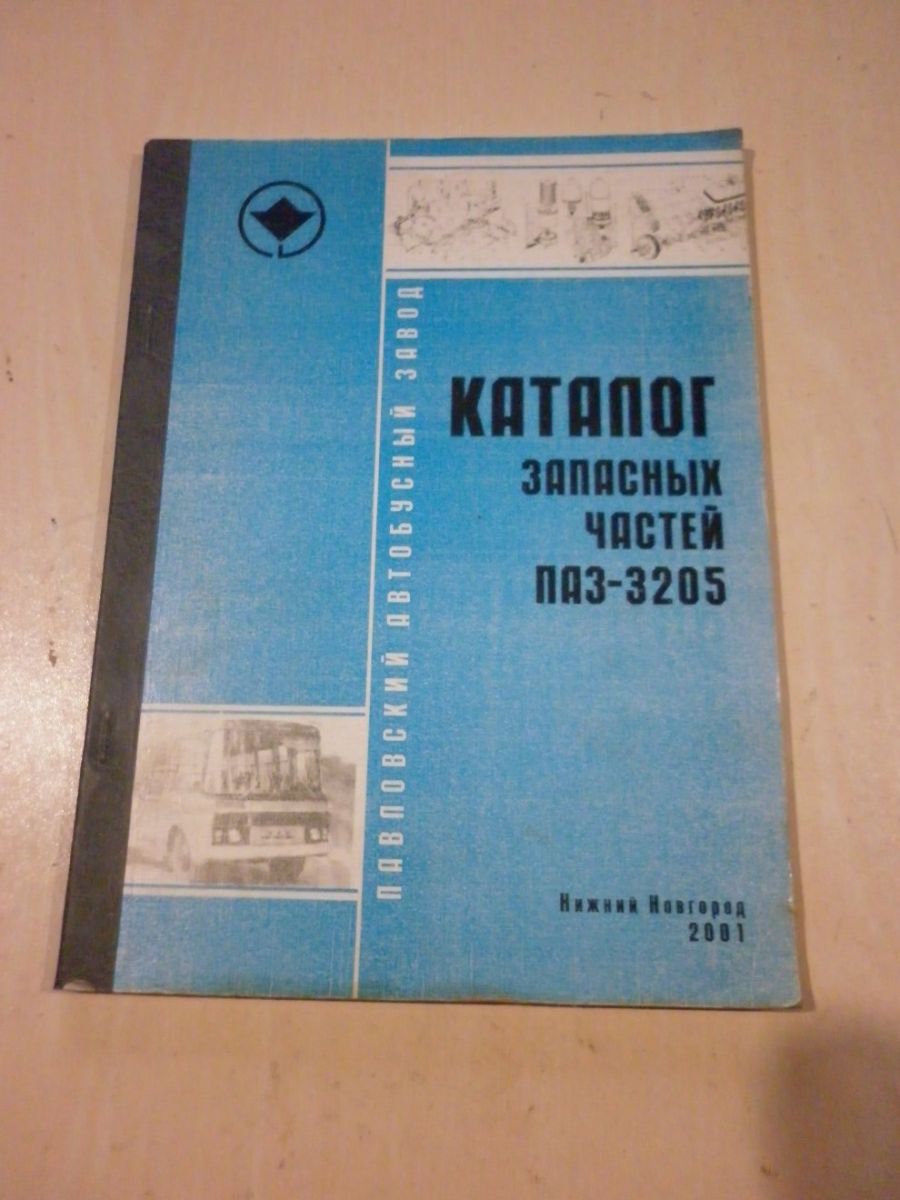 ПАВЛОВСКИЙ АВТОБУСНЫЙ ЗАВОД
КАТАЛОГ
ЗАПАСНЫХ
ЧАСТЕЙ
ПАЗ-3205
Нижний Новгород
2001